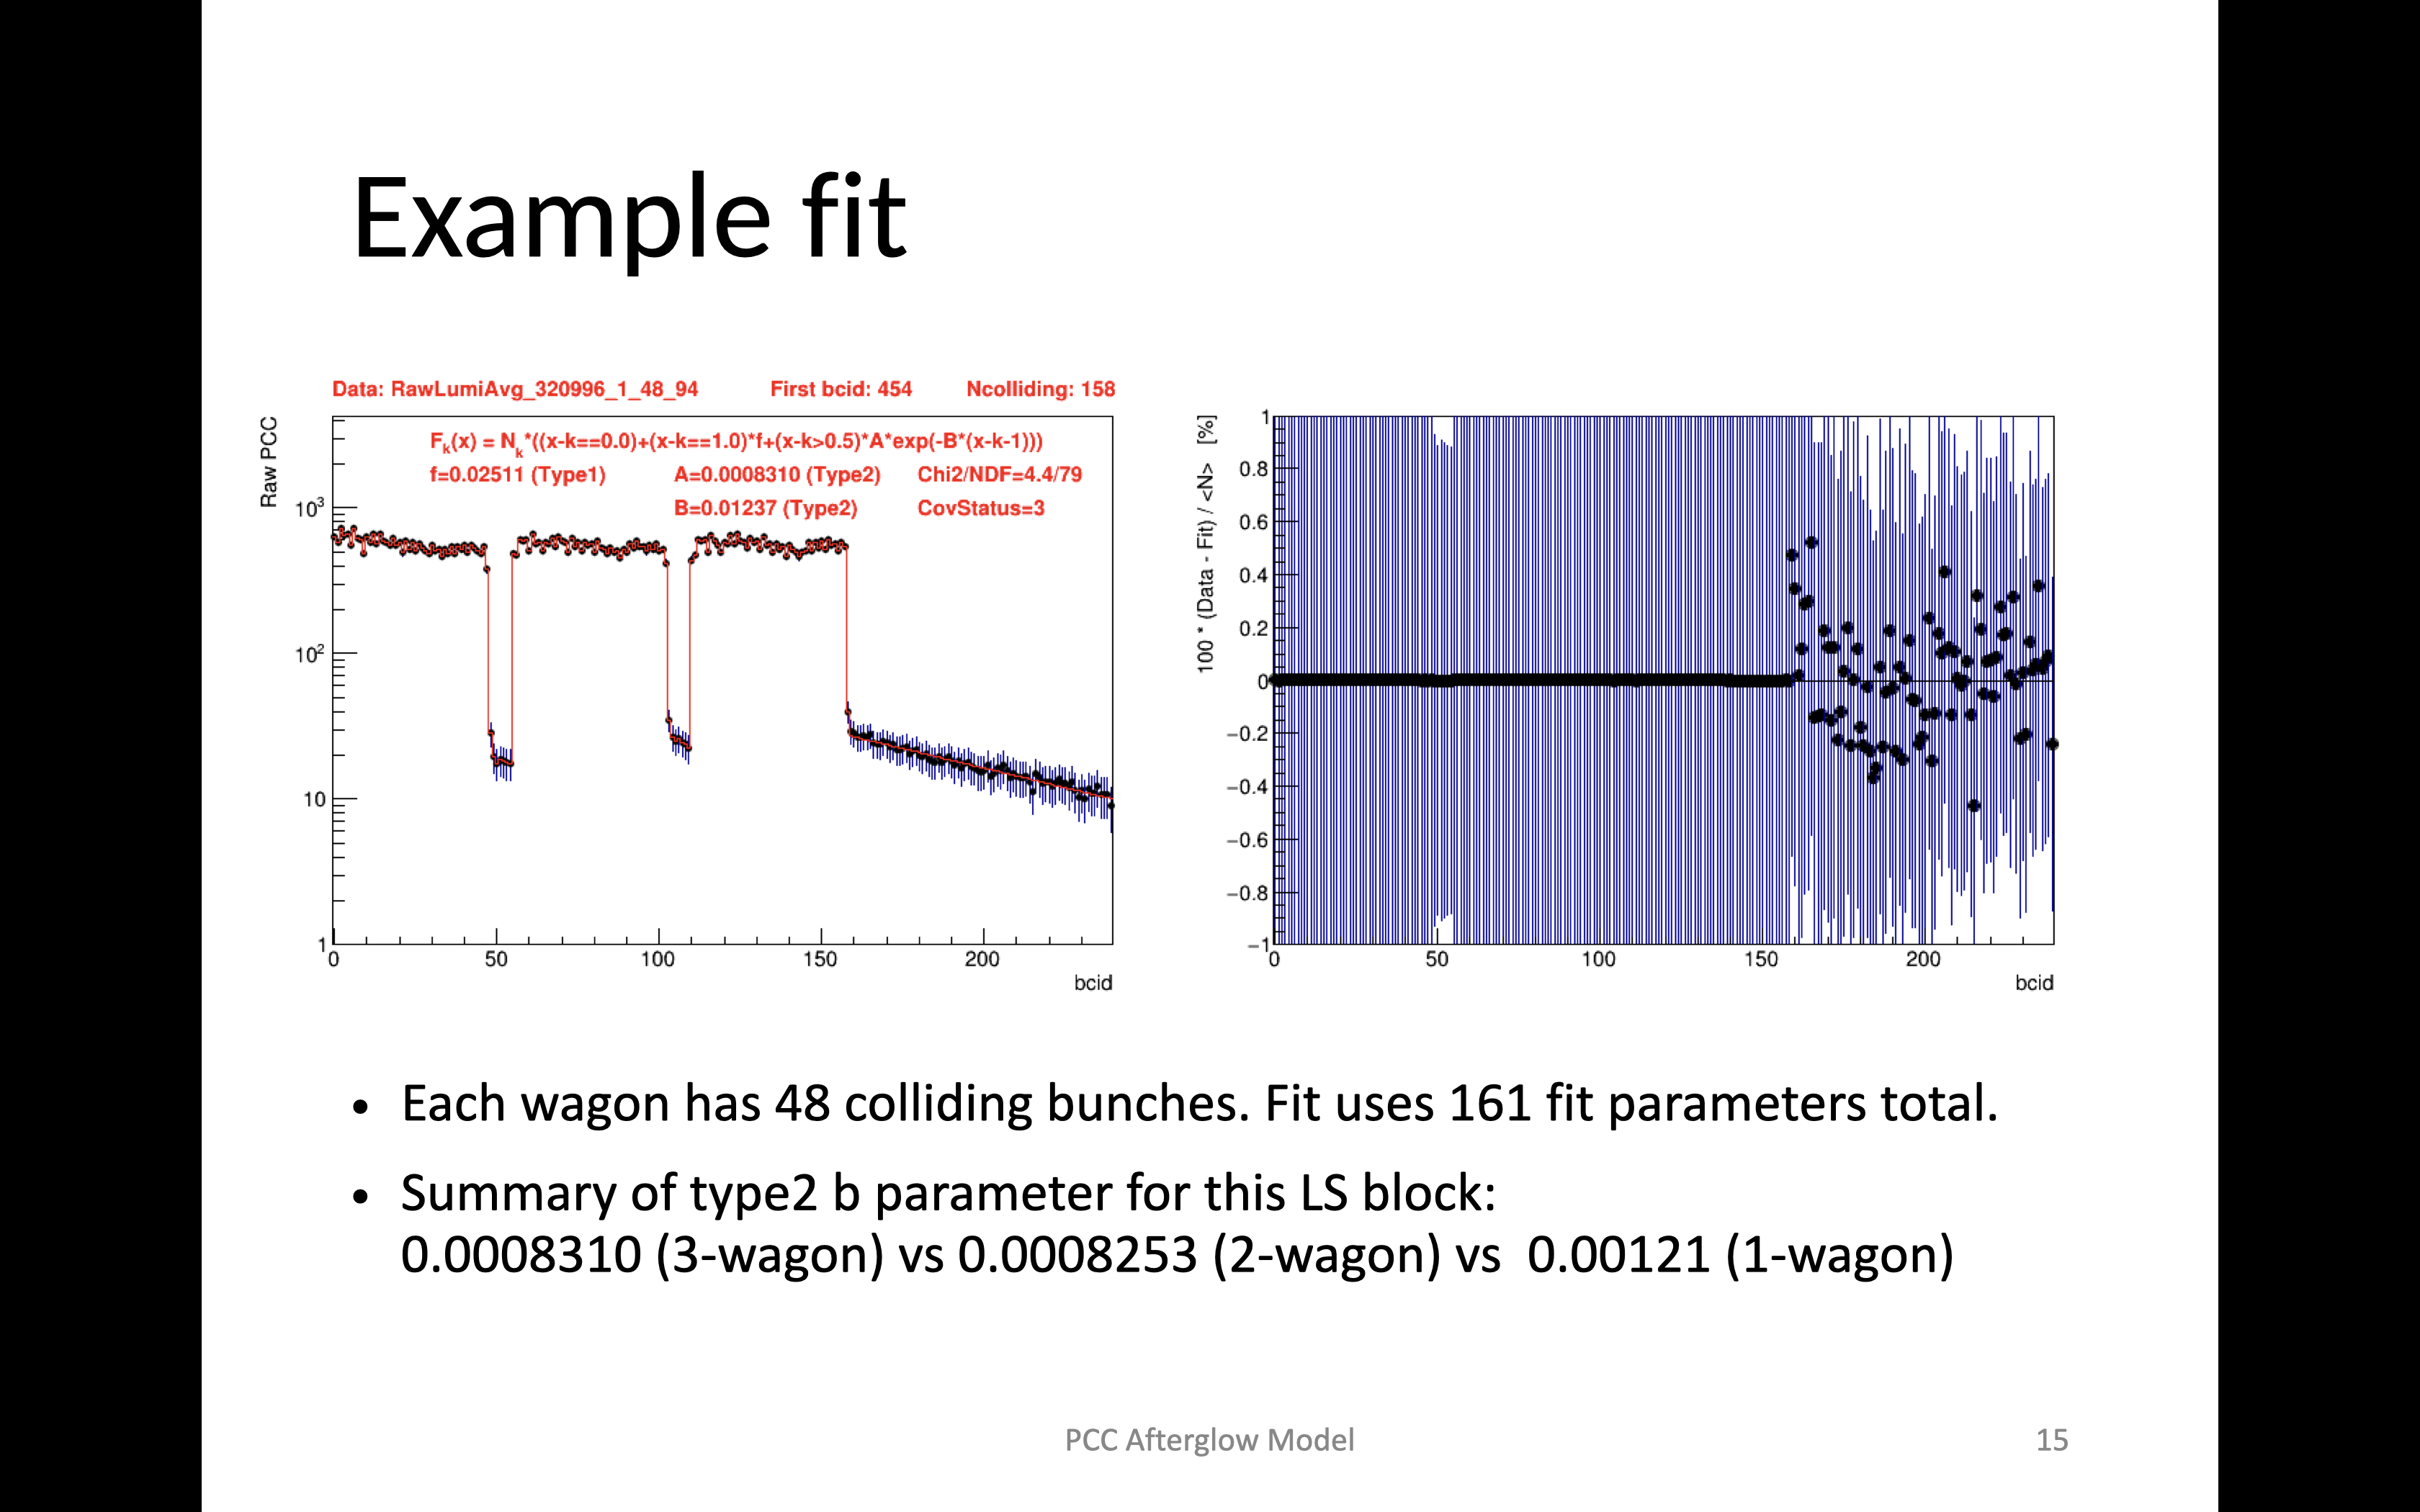 Example fit
Data: RawLumiAvg_320996_1_48_94 First bcid: 454 Ncolliding: 158
Raw PCC
F_k(x) = N_k*((x-k==0.0)+(x-k==1.0)*f+(x-k>0.5)*A*exp(-B*(x-k-1)))
f=0.02511 (Type1) A=0.0008310 (Type2) Chi2/NDF=4.4/79
B=0.01237 (Type2) CovStatus=3
10³
10²
10
1
0 50 100 150 200
bcid
100 * (Data - Fit) / <N> [%]
1
0.8
0.6
0.4
0.2
0
−0.2
−0.4
−0.6
−0.8
−1
0 50 100 150 200
bcid
• Each wagon has 48 colliding bunches. Fit uses 161 fit parameters total.
• Summary of type2 b parameter for this LS block:
0.0008310 (3-wagon) vs 0.0008253 (2-wagon) vs 0.00121 (1-wagon)
PCC Afterglow Model 15